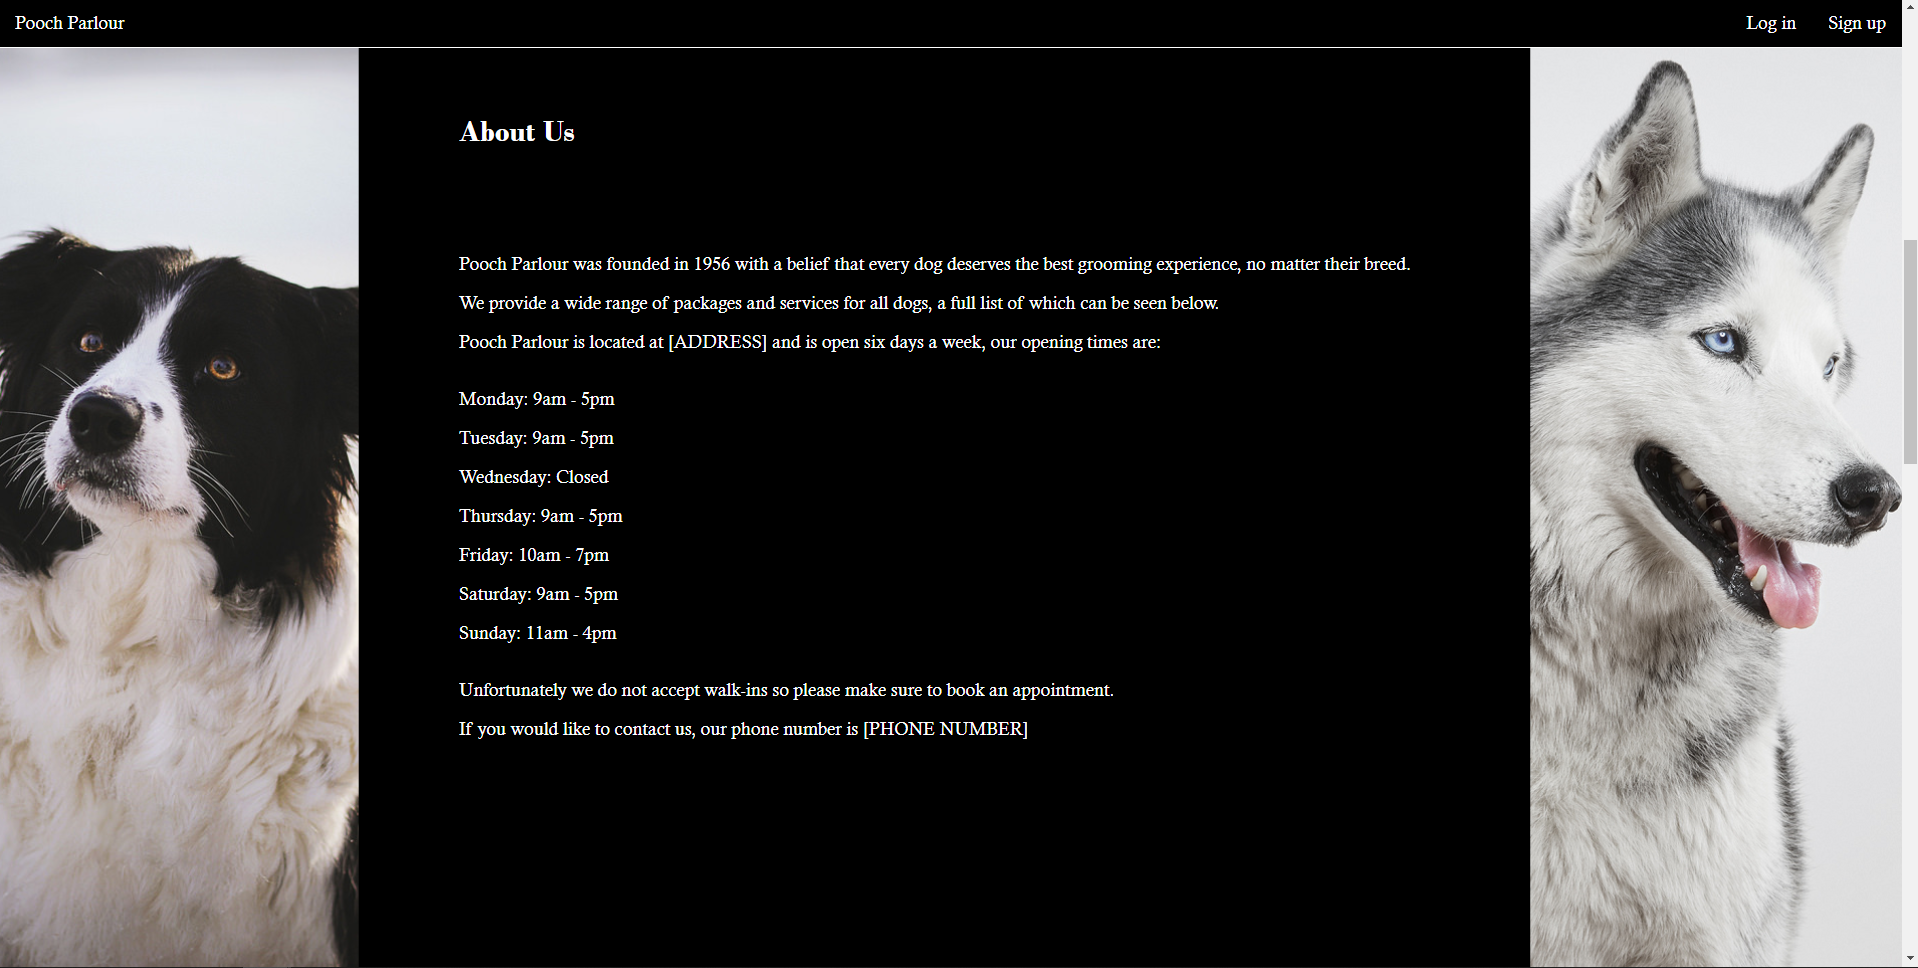 Pooch Parlour
Log in
Sign up
About Us
Pooch Parlour was founded in 1956 with a belief that every dog deserves the best grooming experience, no matter their breed.
We provide a wide range of packages and services for all dogs, a full list of which can be seen below.
Pooch Parlour is located at [ADDRESS] and is open six days a week, our opening times are:
Monday: 9am - 5pm
Tuesday: 9am - 5pm
Wednesday: Closed
Thursday: 9am - 5pm
Friday: 10am - 7pm
Saturday: 9am - 5pm
Sunday: 11am - 4pm
Unfortunately we do not accept walk-ins so please make sure to book an appointment.
If you would like to contact us, our phone number is [PHONE NUMBER]